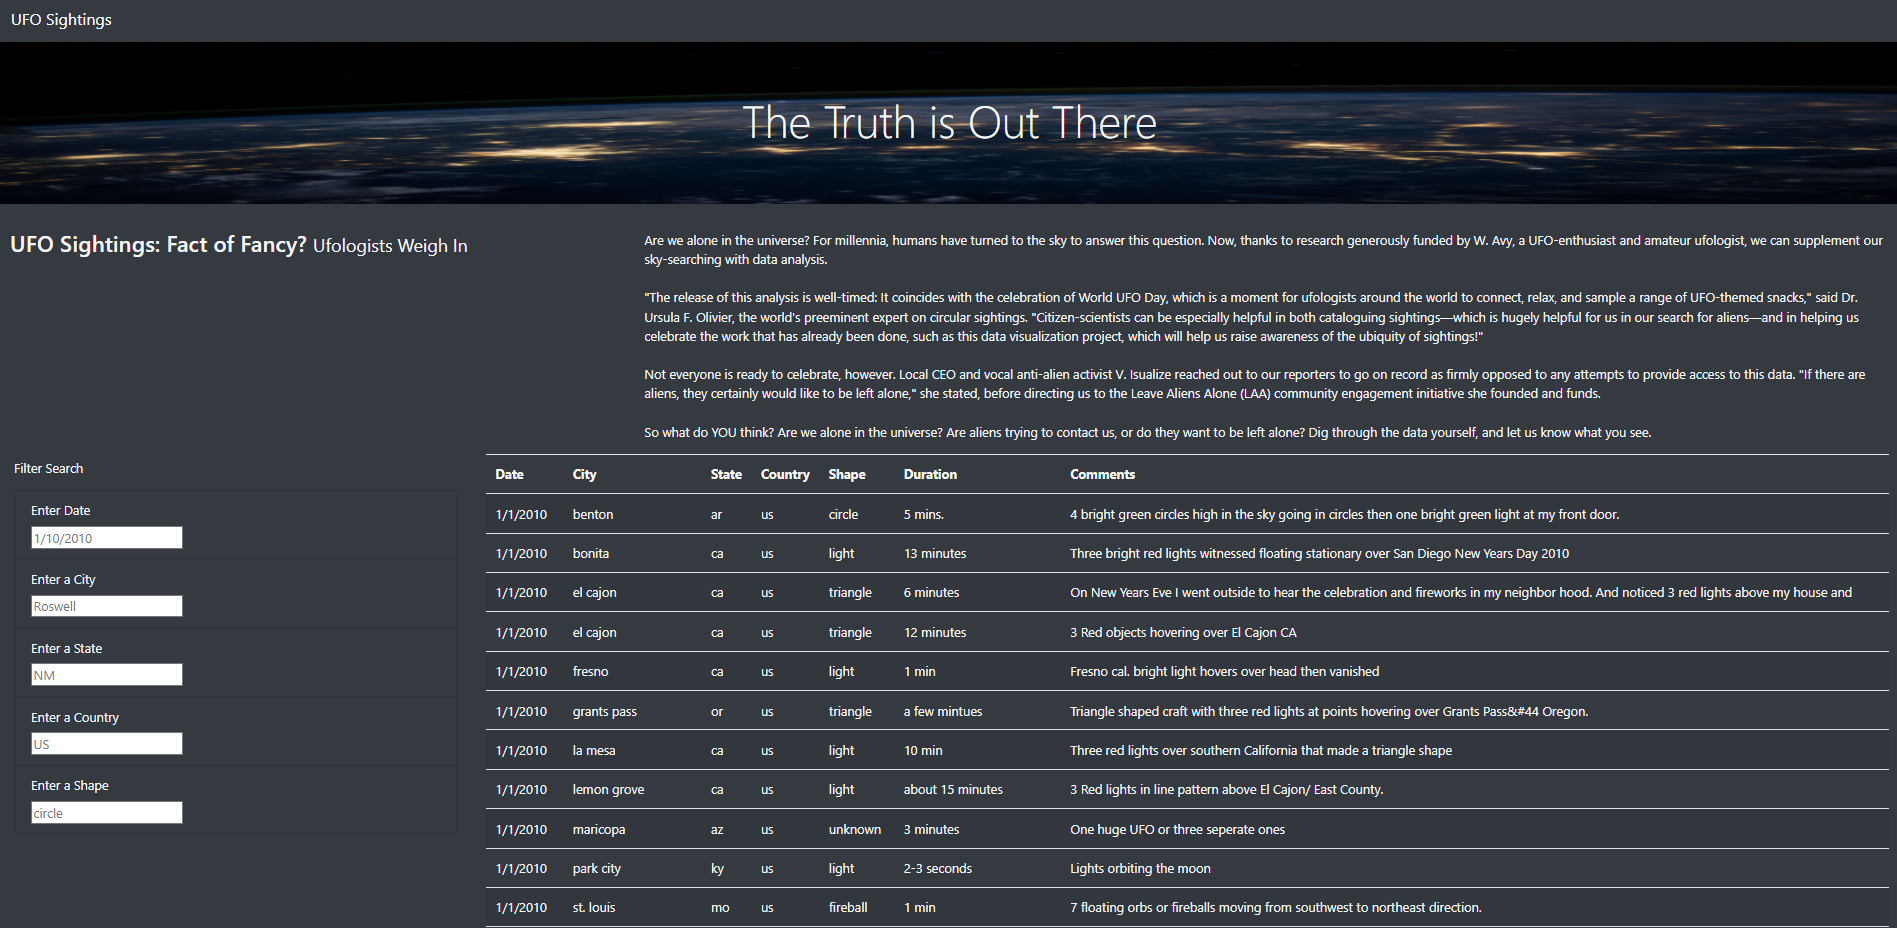 UFO Sightings
The Truth is Out There
UFO Sightings: Fact of Fancy? Ufologists Weigh In
Are we alone in the universe? For millennia, humans have turned to the sky to answer this question. Now, thanks to research generously funded by W. Avy, a UFO-enthusiast and amateur ufologist, we can supplement our
sky-searching with data analysis.
"The release of this analysis is well-timed: It coincides with the celebration of World UFO Day, which is a moment for ufologists around the world to connect, relax, and sample a range of UFO-themed snacks," said Dr.
Ursula F. Olivier, the world's preeminent expert on circular sightings. "Citizen-scientists can be especially helpful in both cataloguing sightings—which is hugely helpful for us in our search for aliens—and in helping us
celebrate the work that has already been done, such as this data visualization project, which will help us raise awareness of the ubiquity of sightings!"
Not everyone is ready to celebrate, however. Local CEO and vocal anti-alien activist V. Isualize reached out to our reporters to go on record as firmly opposed to any attempts to provide access to this data. "If there are
aliens, they certainly would like to be left alone," she stated, before directing us to the Leave Aliens Alone (LAA) community engagement initiative she founded and funds.
So what do YOU think? Are we alone in the universe? Are aliens trying to contact us, or do they want to be left alone? Dig through the data yourself, and let us know what you see.
Filter Search
Enter Date
1/10/2010
Enter a City
Roswell
Enter a State
NM
Enter a Country
US
Enter a Shape
circle
Date City State Country Shape Duration Comments
1/1/2010 benton ar us circle 5 mins. 4 bright green circles high in the sky going in circles then one bright green light at my front door.
1/1/2010 bonita ca us light 13 minutes Three bright red lights witnessed floating stationary over San Diego New Years Day 2010
1/1/2010 el cajon ca us triangle 6 minutes On New Years Eve I went outside to hear the celebration and fireworks in my neighbor hood. And noticed 3 red lights above my house and
1/1/2010 el cajon ca us triangle 12 minutes 3 Red objects hovering over El Cajon CA
1/1/2010 fresno ca us light 1 min Fresno cal. bright light hovers over head then vanished
1/1/2010 grants pass or us triangle a few mintues Triangle shaped craft with three red lights at points hovering over Grants Pass&#44 Oregon.
1/1/2010 la mesa ca us light 10 min Three red lights over southern California that made a triangle shape
1/1/2010 lemon grove ca us light about 15 minutes 3 Red lights in line pattern above El Cajon/ East County.
1/1/2010 maricopa az us unknown 3 minutes One huge UFO or three seperate ones
1/1/2010 park city ky us light 2-3 seconds Lights orbiting the moon
1/1/2010 st. louis mo us fireball 1 min 7 floating orbs or fireballs moving from southwest to northeast direction.